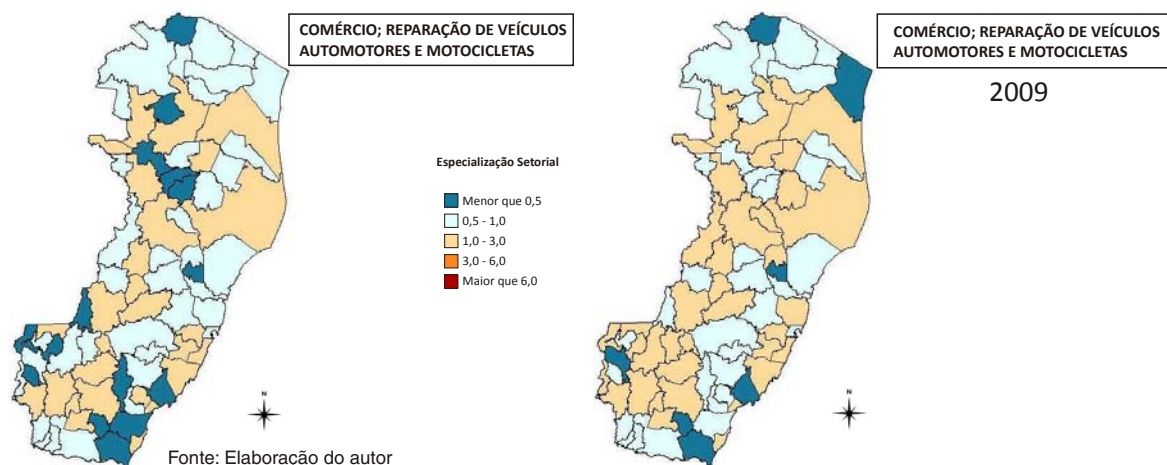 COMÉRCIO; REPARAÇÃO DE VEÍCULOS
AUTOMOTORES E MOTOCICLETAS
COMÉRCIO; REPARAÇÃO DE VEÍCULOS
AUTOMOTORES E MOTOCICLETAS
2009
Especialização Setorial
Menor que 0,5
0,5 - 1,0
1,0 - 3,0
3,0 - 6,0
Maior que 6,0
N
N
Fonte: Elaboração do autor